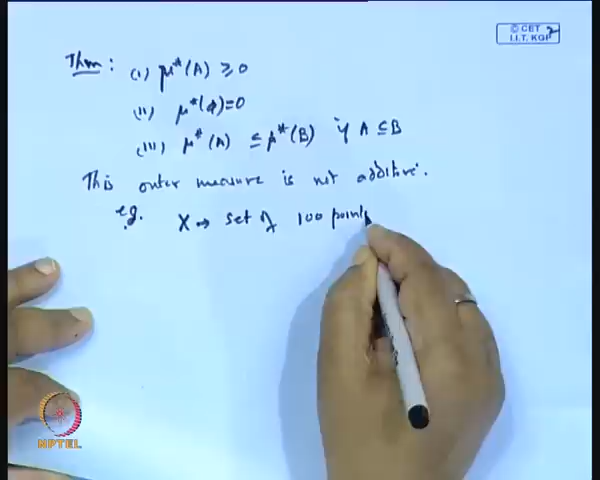 Thm : (i) μ*(A) ≥ 0
(ii) μ*(φ)=0
(iii) μ*(A) ≤ μ*(B) if A ⊆ B
This outer measure is not additive.
e.g. X → set of 100 points
© CET
I.I.T. KGP
2
NPTEL